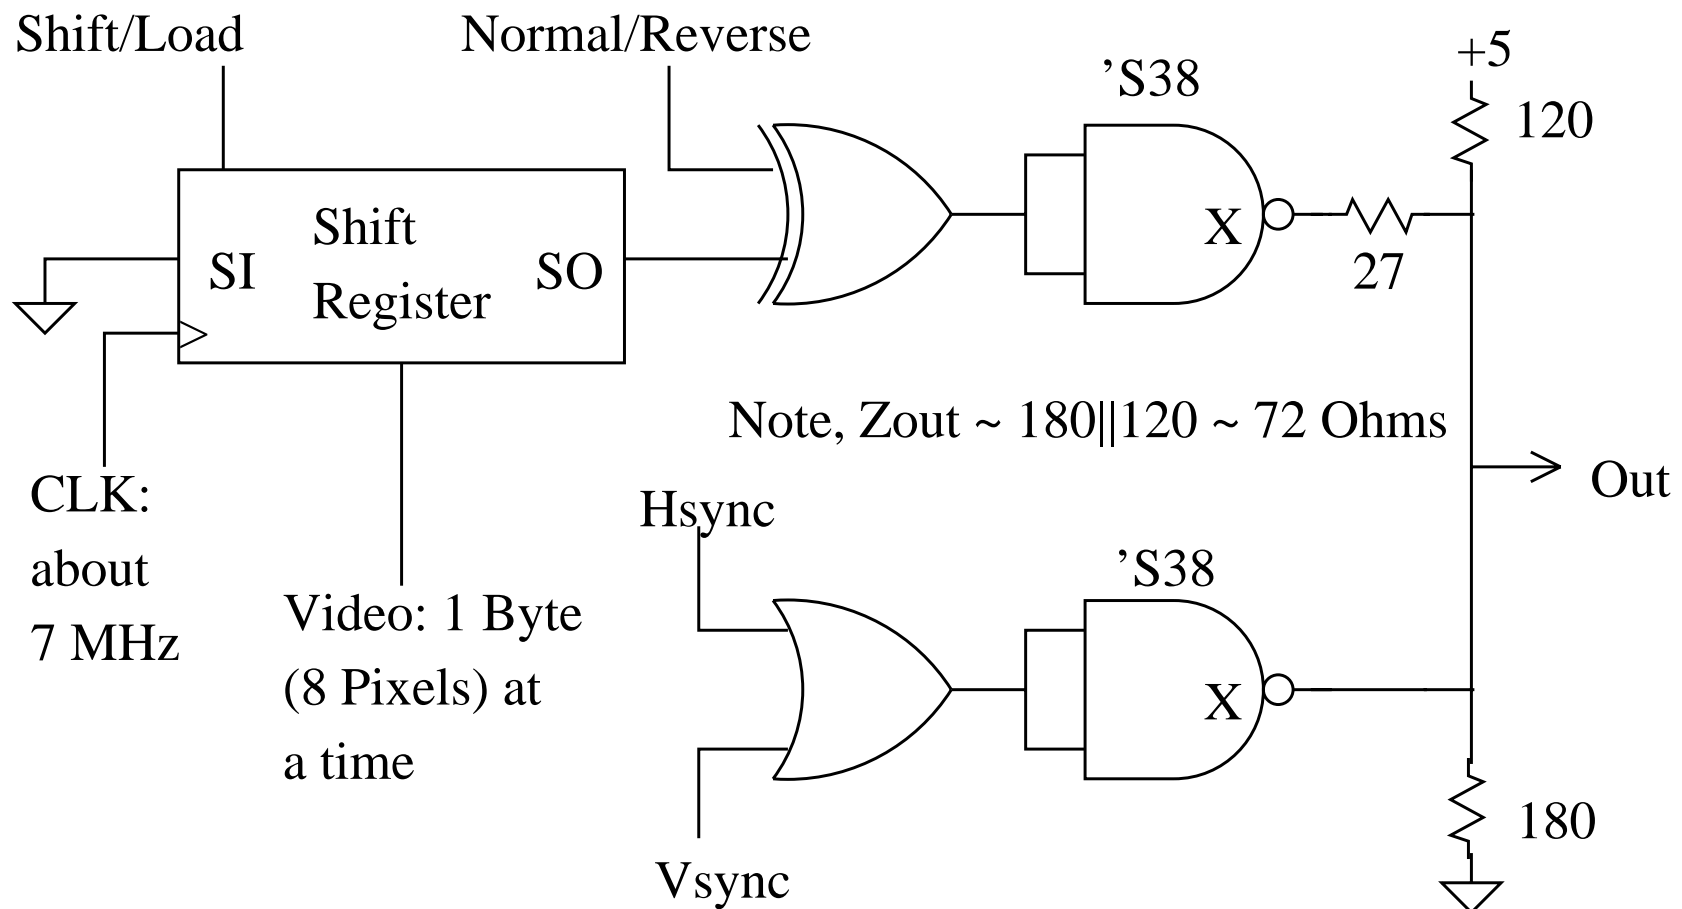 Shift/Load
Normal/Reverse
’S38
+5
120
Shift
Register
SI
SO
X
27
Note, Zout ~ 180||120 ~ 72 Ohms
Out
CLK:
about
7 MHz
Hsync
’S38
Video: 1 Byte
(8 Pixels) at
a time
X
180
Vsync